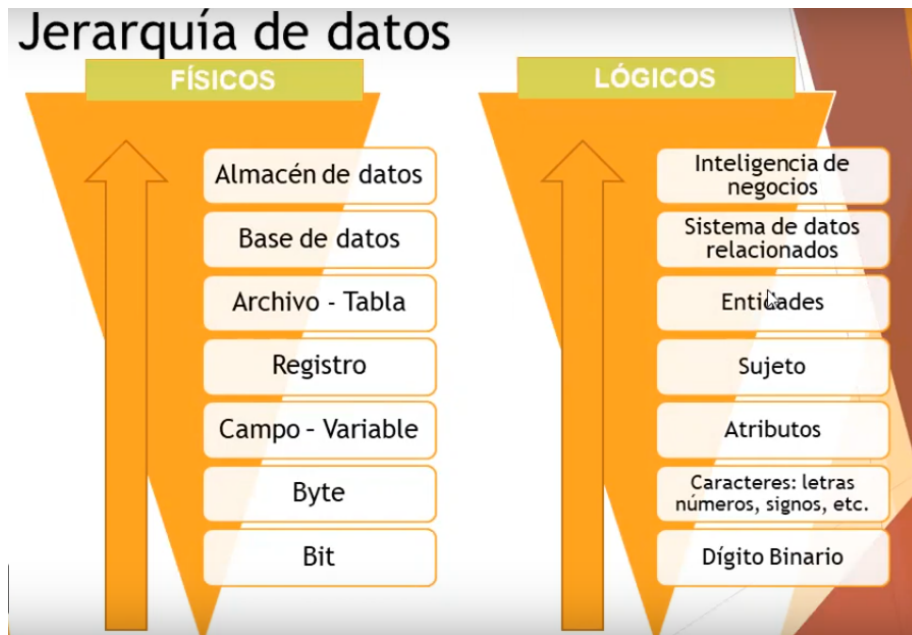 Jerarquía de datos
FÍSICOS
Almacén de datos
Base de datos
Archivo - Tabla
Registro
Campo – Variable
Byte
Bit
LÓGICOS
Inteligencia de
negocios
Sistema de datos
relacionados
Entidades
Sujeto
Atributos
Caracteres: letras
números, signos, etc.
Dígito Binario